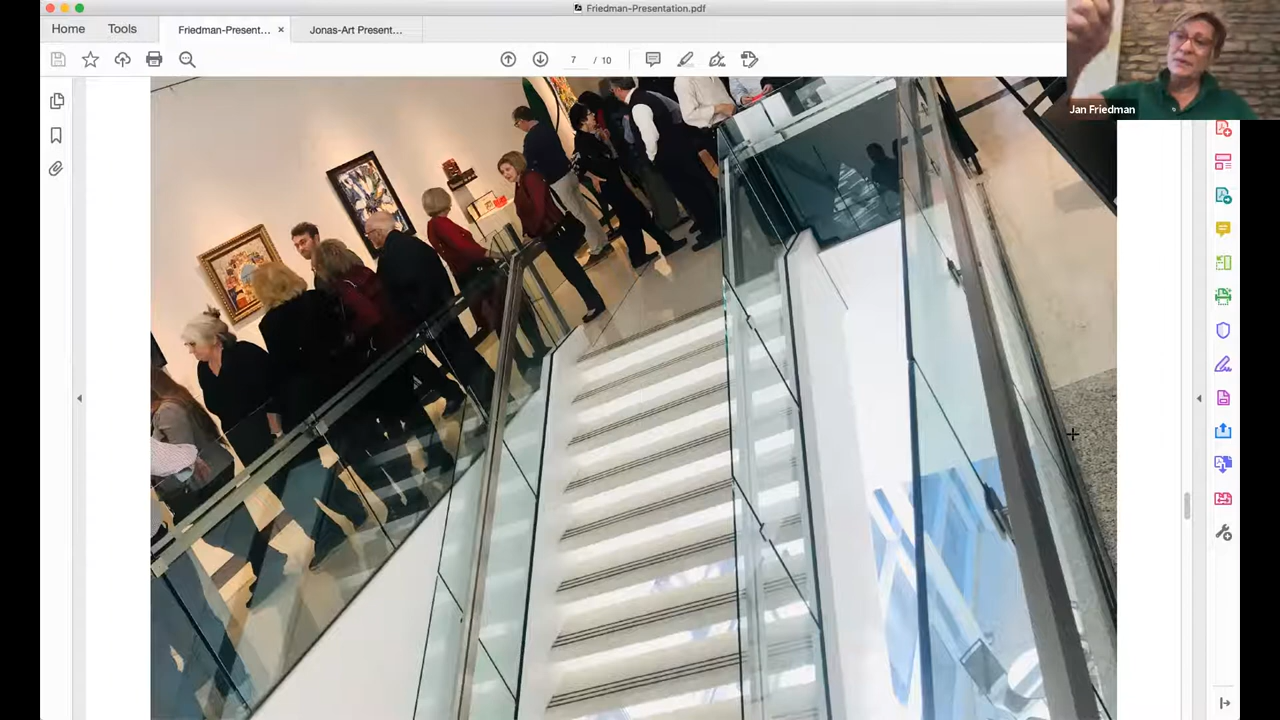 Friedman-Presentation.pdf
Home
Tools
Friedman-Present...
Jonas-Art Present...
7 / 10
Jan Friedman